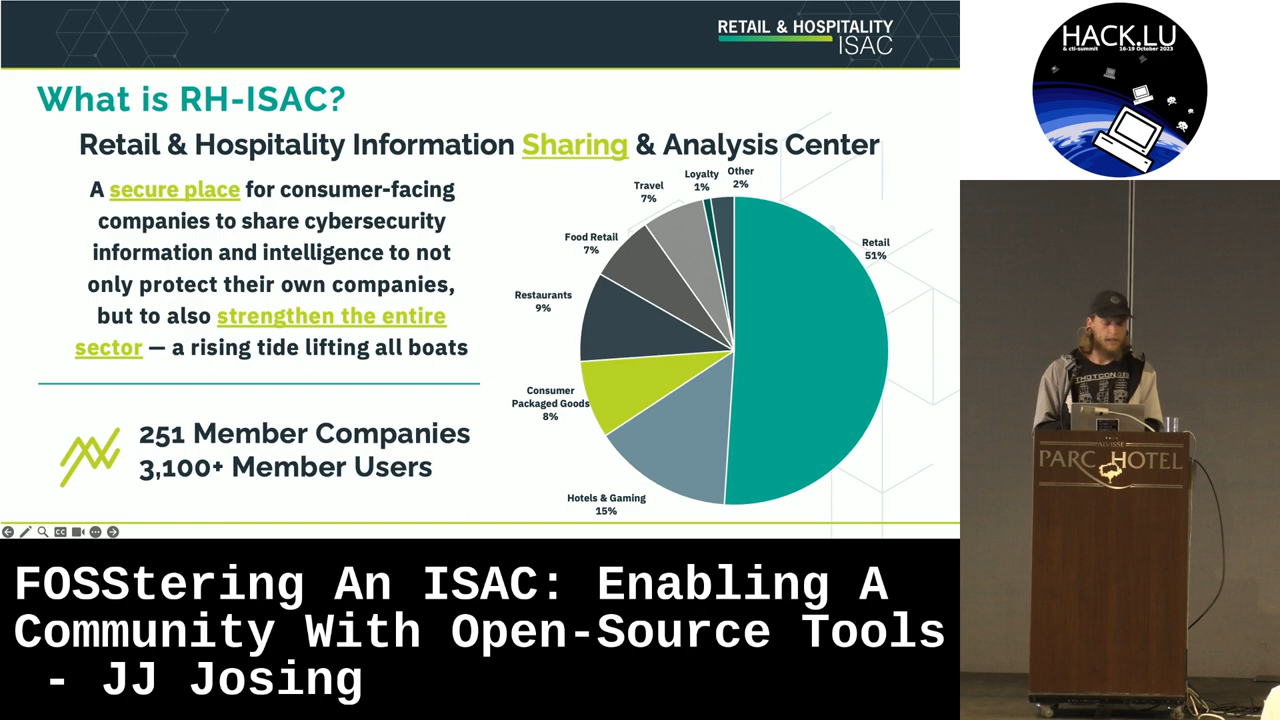 RETAIL & HOSPITALITY
ISAC
What is RH-ISAC?
Retail & Hospitality Information Sharing & Analysis Center
A secure place for consumer-facing
companies to share cybersecurity
information and intelligence to not
only protect their own companies,
but to also strengthen the entire
sector — a rising tide lifting all boats
251 Member Companies
3,100+ Member Users
Loyalty
1%
Other
2%
Travel
7%
Food Retail
7%
Retail
51%
Restaurants
9%
Consumer
Packaged Goods
8%
Hotels & Gaming
15%
CC
HACK.LU
& cti-summit 16-19 October 2023
THOTCON
ALVISSE
PARC HOTEL
FOSStering An ISAC: Enabling A
Community With Open-Source Tools
- JJ Josing